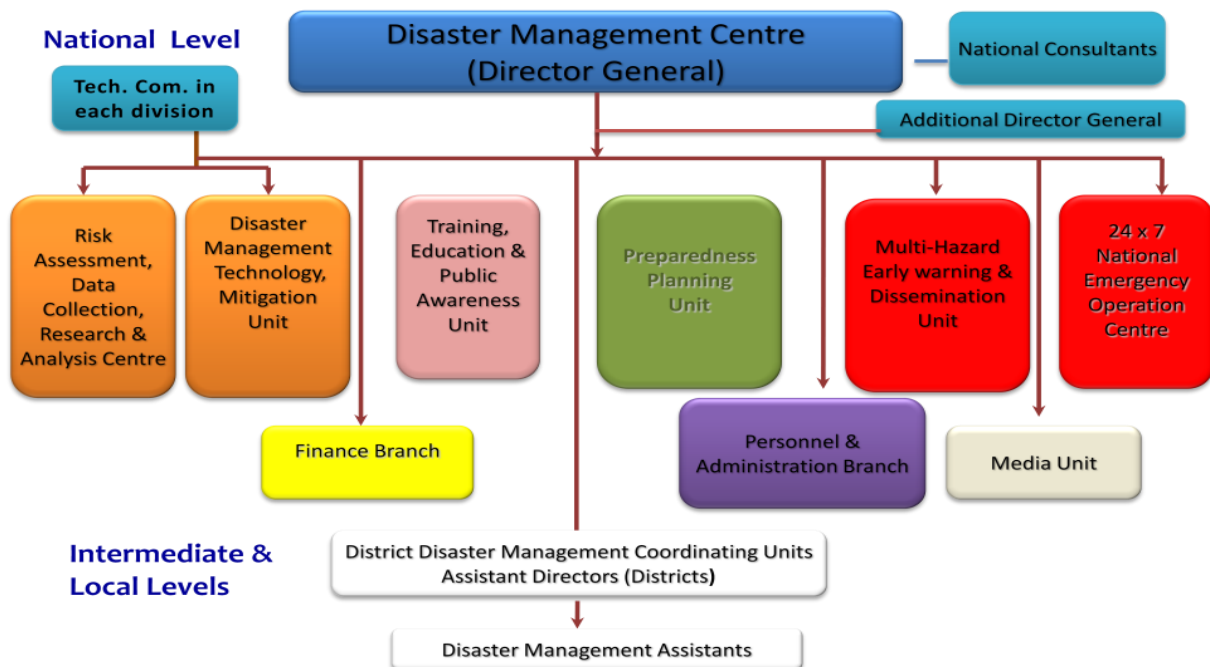 National Level
Disaster Management Centre
(Director General)
National Consultants
Tech. Com. in
each division
Additional Director General
Risk
Assessment,
Data
Collection,
Research &
Analysis Centre
Disaster
Management
Technology,
Mitigation
Unit
Training,
Education &
Public
Awareness
Unit
Preparedness
Planning
Unit
Multi-Hazard
Early warning &
Dissemination
Unit
24 x 7
National
Emergency
Operation
Centre
Finance Branch
Personnel &
Administration Branch
Media Unit
Intermediate &
Local Levels
District Disaster Management Coordinating Units
Assistant Directors (Districts)
Disaster Management Assistants